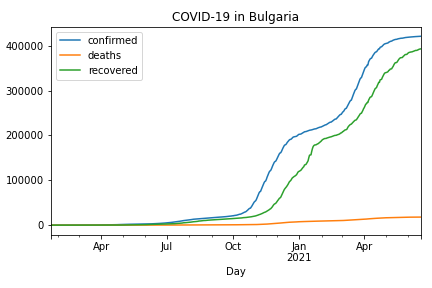 COVID-19 in Bulgaria
confirmed
deaths
recovered
400000
300000
200000
100000
0
Apr
Jul
Oct
Jan
2021
Apr
Day